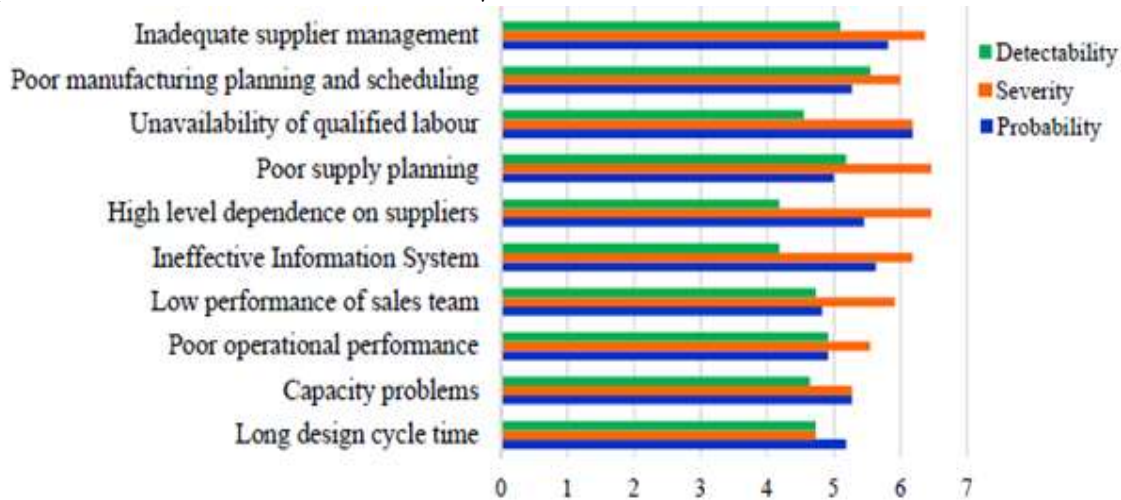 Inadequate supplier management
Detectability
Poor manufacturing planning and scheduling
Severity
Unavailability of qualified labour
Probability
Poor supply planning
High level dependence on suppliers
Ineffective Information System
Low performance of sales team
Poor operational performance
Capacity problems
Long design cycle time
0 1 2 3 4 5 6 7